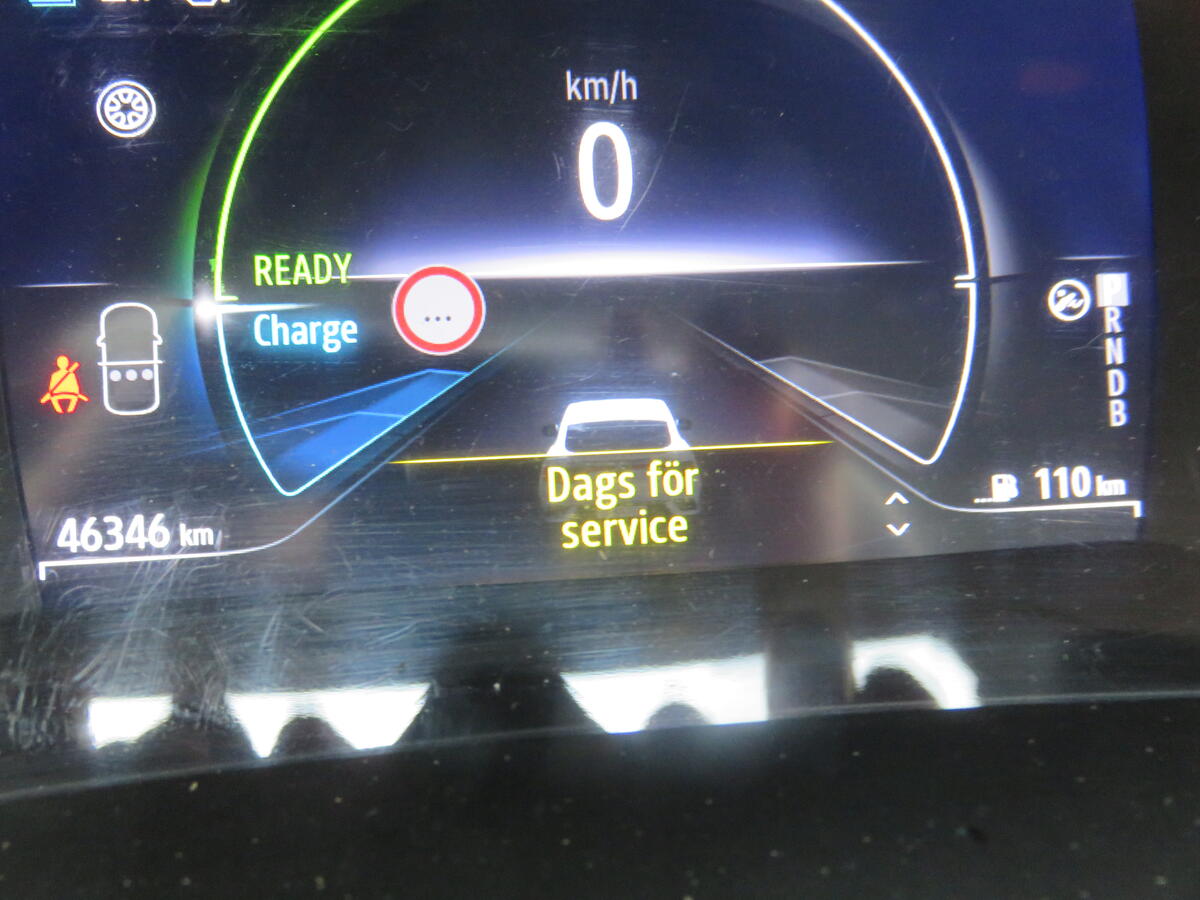 km/h
0
READY
Charge
...
P
R
N
D
B
46346 km
Dags för
service
110 km